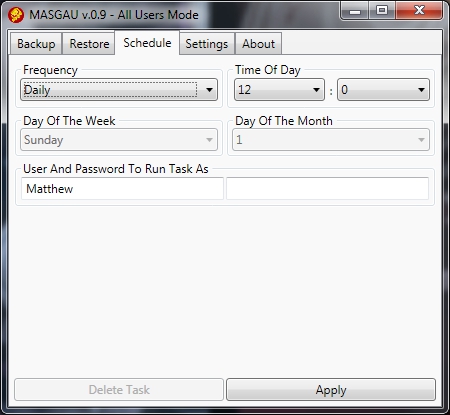 MASGAU v.0.9 - All Users Mode
Backup Restore Schedule Settings About
Frequency Time Of Day
Daily 12 : 0
Day Of The Week Day Of The Month
Sunday 1
User And Password To Run Task As
Matthew
Delete Task Apply